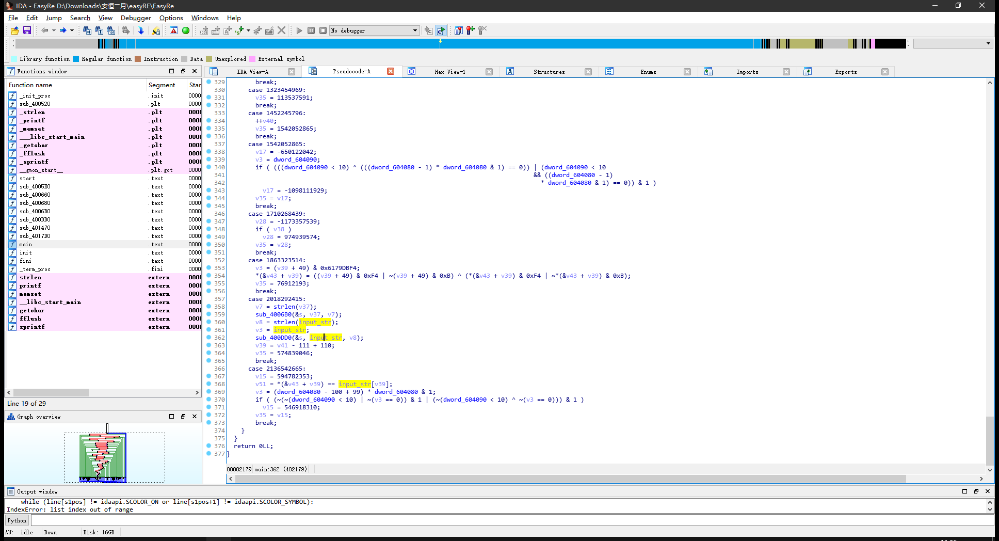 IDA - EasyRe D:\Downloads\安恒二月\easyRE\EasyRe
File Edit Jump Search View Debugger Options Windows Help
No debugger
Library function Regular function Instruction Data Unexplored External symbol
Functions window
Function name Segment Star
_init_proc .init 0000
sub_400520 .plt 0000
_strlen .plt 0000
_printf .plt 0000
_memset .plt 0000
___libc_start_main .plt 0000
_getchar .plt 0000
_fflush .plt 0000
_sprintf .plt 0000
__gmon_start__ .plt.got 0000
start .text 0000
sub_4005E0 .text 0000
sub_400660 .text 0000
sub_400680 .text 0000
sub_4006B0 .text 0000
sub_400DD0 .text 0000
sub_401470 .text 0000
sub_4017D0 .text 0000
main .text 0000
init .text 0000
fini .text 0000
_term_proc .fini 0000
strlen extern 0000
printf extern 0000
memset extern 0000
__libc_start_main extern 0000
getchar extern 0000
fflush extern 0000
sprintf extern 0000
Line 19 of 29
Graph overview
IDA View-A Pseudocode-A Hex View-1 Structures Enums Imports Exports
329 break;
330 case 1323454969:
331 v35 = 113537591;
332 break;
333 case 1452245796:
334 ++v40;
335 v35 = 1542052865;
336 break;
337 case 1542052865:
338 v17 = -650122042;
339 v3 = dword_604090;
340 if ( (((dword_604090 < 10) ^ (((dword_604080 - 1) * dword_604080 & 1) == 0)) | (dword_604090 < 10
341 && ((dword_604080 - 1)
342 * dword_604080 & 1) == 0)) & 1 )
343 v17 = -1098111929;
344 v35 = v17;
345 break;
346 case 1710268439:
347 v28 = -1173357539;
348 if ( v38 )
349 v28 = 974939574;
350 v35 = v28;
351 break;
352 case 1863323514:
353 v3 = (v39 + 49) & 0x6179DBF4;
354 *(&v43 + v39) = ((v39 + 49) & 0xF4 | ~(v39 + 49) & 0xB) ^ (*(&v43 + v39) & 0xF4 | ~*(&v43 + v39) & 0xB);
355 v35 = 76912193;
356 break;
357 case 2018292415:
358 v7 = strlen(v37);
359 sub_4006B0(&s, v37, v7);
360 v8 = strlen(input_str);
361 v3 = input_str;
362 sub_400DD0(&s, input_str, v8);
363 v39 = v41 - 111 + 110;
364 v35 = 574839046;
365 break;
366 case 2136542665:
367 v15 = 594782353;
368 v51 = *(&v43 + v39) == input_str[v39];
369 v3 = (dword_604080 - 100 + 99) * dword_604080 & 1;
370 if ( (~(~(dword_604090 < 10) | ~(v3 == 0)) & 1 | (~(dword_604090 < 10) ^ ~(v3 == 0))) & 1 )
371 v15 = 546918310;
372 v35 = v15;
373 break;
374 }
375 }
376 return 0LL;
377 }
00002179 main:362 (402179)
Output window
while (line[s1pos] != idaapi.SCOLOR_ON or line[s1pos+1] != idaapi.SCOLOR_SYMBOL):
IndexError: list index out of range
Python
AU: idle Down Disk: 16GB